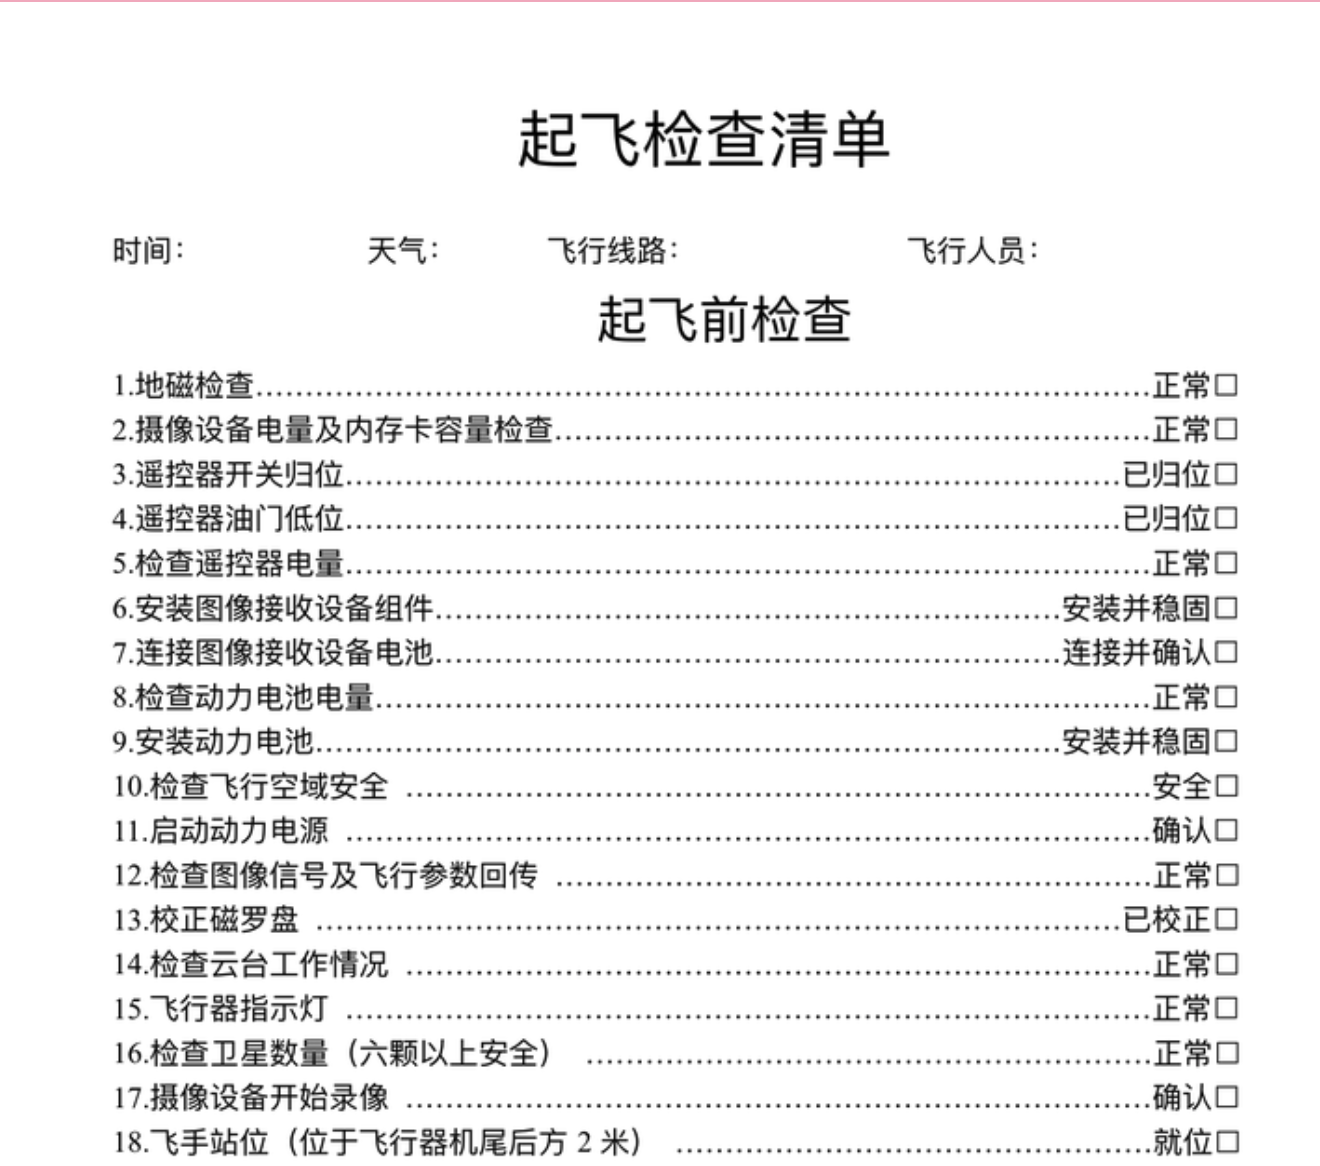 起飞检查清单
时间： 天气： 飞行线路： 飞行人员：
起飞前检查
1.地磁检查................................正常□
2.摄像设备电量及内存卡容量检查................................正常□
3.遥控器开关归位................................已归位□
4.遥控器油门低位................................已归位□
5.检查遥控器电量................................正常□
6.安装图像接收设备组件................................安装并稳固□
7.连接图像接收设备电池................................连接并确认□
8.检查动力电池电量................................正常□
9.安装动力电池................................安装并稳固□
10.检查飞行空域安全 ................................安全□
11.启动动力电源 ................................确认□
12.检查图像信号及飞行参数回传 ................................正常□
13.校正磁罗盘 ................................已校正□
14.检查云台工作情况 ................................正常□
15.飞行器指示灯 ................................正常□
16.检查卫星数量（六颗以上安全） ................................正常□
17.摄像设备开始录像 ................................确认□
18.飞手站位（位于飞行器机尾后方 2 米） ................................就位□